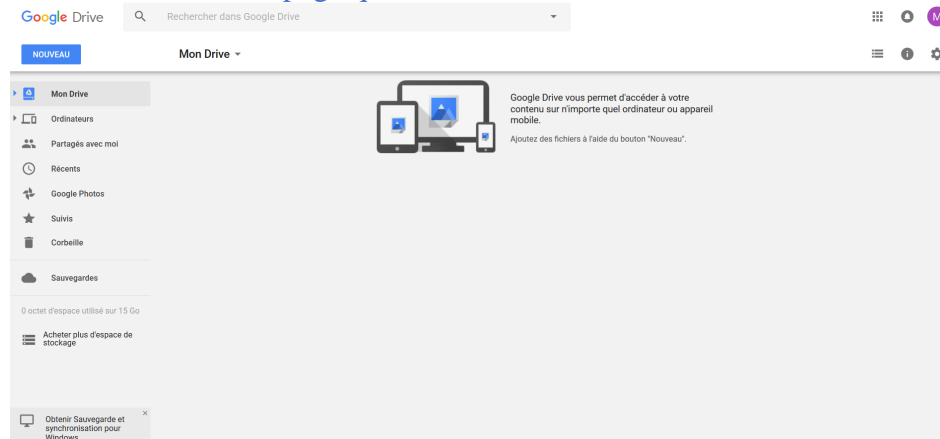 Google Drive
Rechercher dans Google Drive
M
NOUVEAU
Mon Drive
Mon Drive
Ordinateurs
Partagés avec moi
Récents
Google Photos
Suivis
Corbeille
Sauvegardes
0 octet d'espace utilisé sur 15 Go
Acheter plus d'espace de
stockage
Obtenir Sauvegarde et
synchronisation pour
Windows
Google Drive vous permet d'accéder à votre
contenu sur n'importe quel ordinateur ou appareil
mobile.
Ajoutez des fichiers à l'aide du bouton "Nouveau".